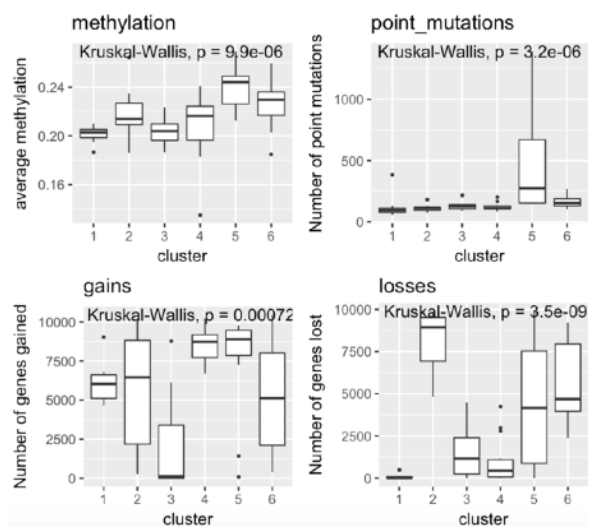 methylation
Kruskal-Wallis, p = 9.9e-06
average methylation
0.24
0.20
0.16
1 2 3 4 5 6
cluster
point_mutations
Kruskal-Wallis, p = 3.2e-06
Number of point mutations
1000
500
0
1 2 3 4 5 6
cluster
gains
Kruskal-Wallis, p = 0.00072
Number of genes gained
10000
7500
5000
2500
0
1 2 3 4 5 6
cluster
losses
Kruskal-Wallis, p = 3.5e-09
Number of genes lost
10000
7500
5000
2500
0
1 2 3 4 5 6
cluster